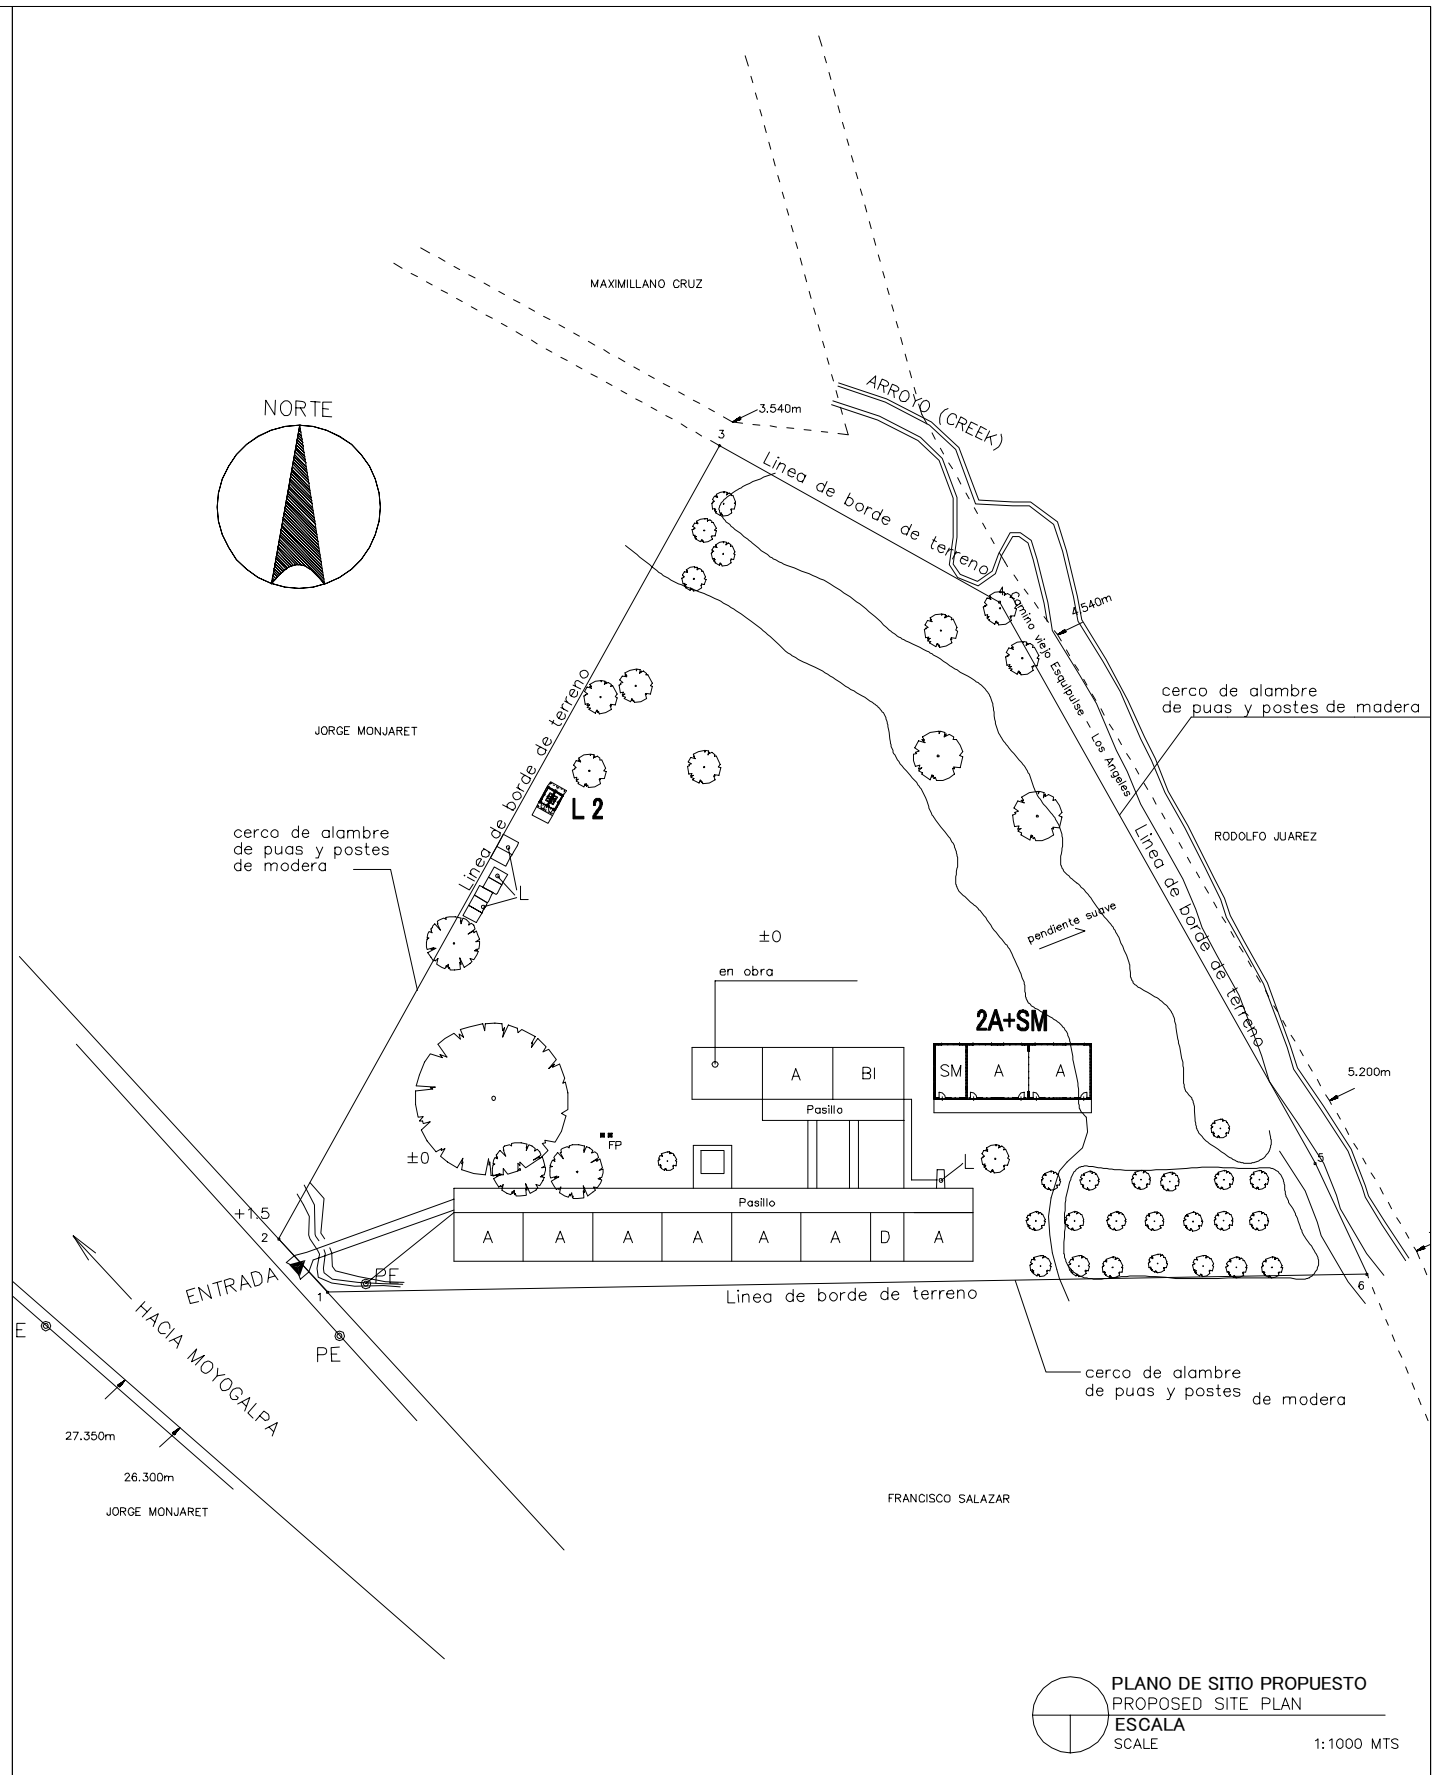 MAXIMILLANO CRUZ
ARROYO (CREEK)
NORTE
3.540m
3
Linea de borde de terreno
4
4.540m
Camino viejo Esquipulse - Los Angeles
cerco de alambre
de puas y postes de madera
JORGE MONJARET
Linea de borde de terreno
L 2
cerco de alambre
de puas y postes
de modera
L
RODOLFO JUAREZ
Linea de borde de terreno
pendiente suave
±0
en obra
2A+SM
SM A A
A BI
Pasillo
5.200m
FP
±0
L
5
Pasillo
A A A A A A D A
+1.5
2
ENTRADA
PE
1
Linea de borde de terreno
6
E
PE
HACIA MOYOGALPA
cerco de alambre
de puas y postes de modera
27.350m
26.300m
JORGE MONJARET
FRANCISCO SALAZAR
PLANO DE SITIO PROPUESTO
PROPOSED SITE PLAN
ESCALA
SCALE 1:1000 MTS